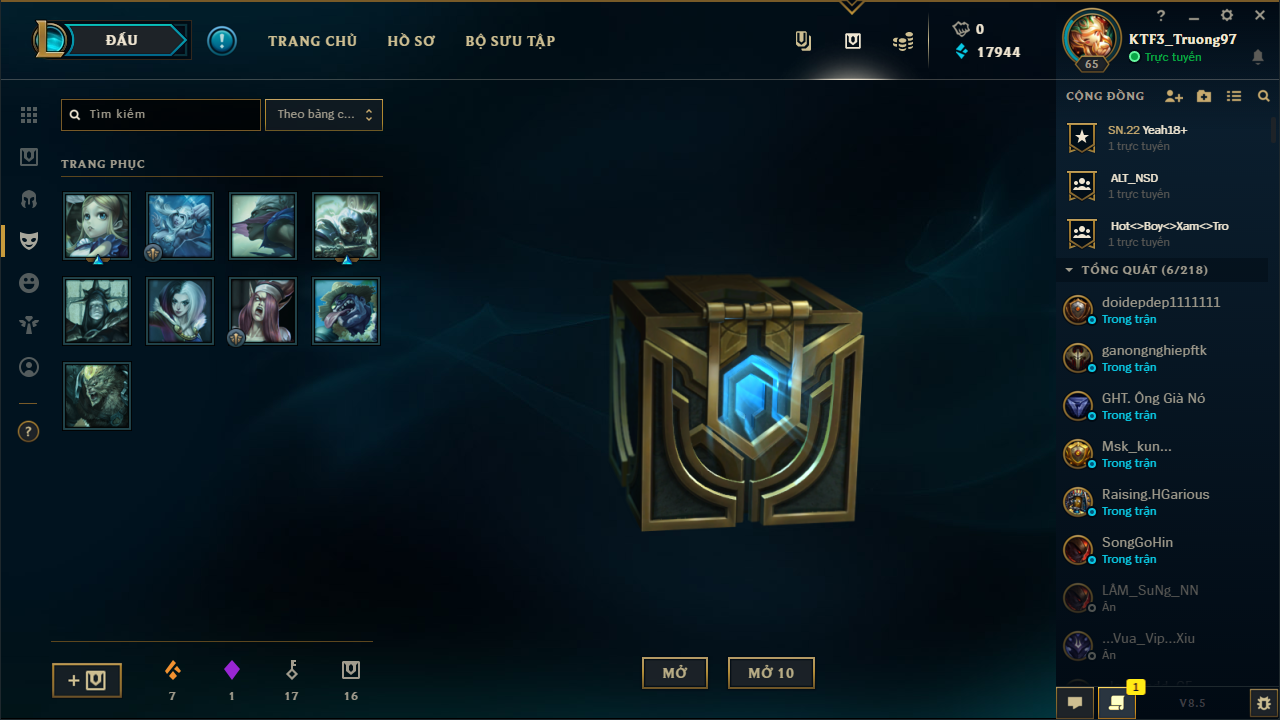 ĐẤU
TRANG CHỦ
HỒ SƠ
BỘ SƯU TẬP
0
17944
65
KTF3_Truong97
Trực tuyến
Tìm kiếm
Theo bảng c...
TRANG PHỤC
7
1
17
16
MỞ
MỞ 10
CỘNG ĐỒNG
SN.22 Yeah18+
1 trực tuyến
ALT_NSD
1 trực tuyến
Hot<>Boy<>Xam<>Tro
1 trực tuyến
TỔNG QUÁT (6/218)
doidepdep1111111
Trong trận
ganongnghiepftk
Trong trận
GHT. Ông Già Nó
Trong trận
Msk_kun...
Trong trận
Raising.HGarious
Trong trận
SongGoHin
Trong trận
LÂM_SuNg_NN
Ẩn
...Vua_Vip...Xiu
Ẩn
1
V8.5